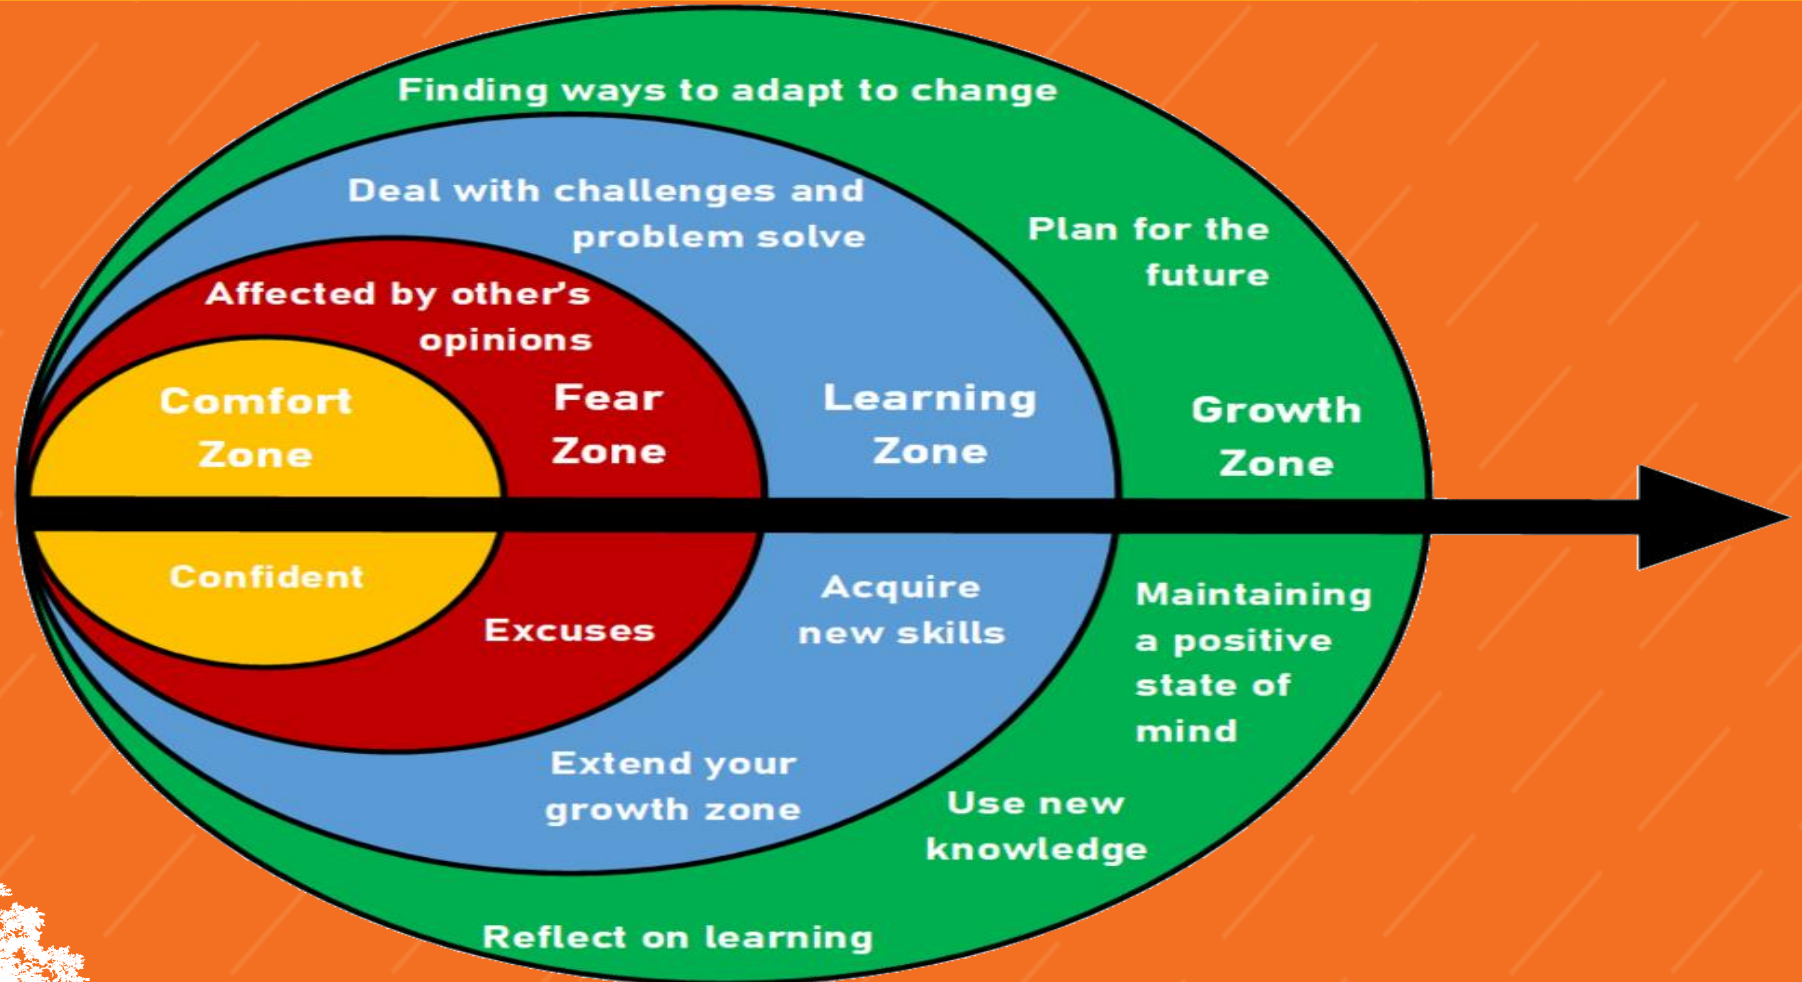 Finding ways to adapt to change
Deal with challenges and
problem solve
Plan for the
future
Affected by other's
opinions
Comfort
Zone
Fear
Zone
Learning
Zone
Growth
Zone
Confident
Excuses
Acquire
new skills
Maintaining
a positive
state of
mind
Extend your
growth zone
Use new
knowledge
Reflect on learning